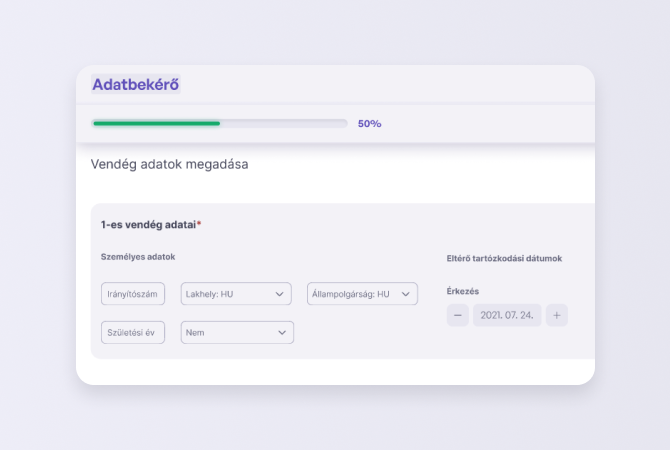 Adatbekérő
50%
Vendég adatok megadása
1-es vendég adatai*
Személyes adatok
Eltérő tartózkodási dátumok
Irányítószám
Lakhely: HU
Állampolgárság: HU
Érkezés
− 2021. 07. 24. +
Születési év
Nem